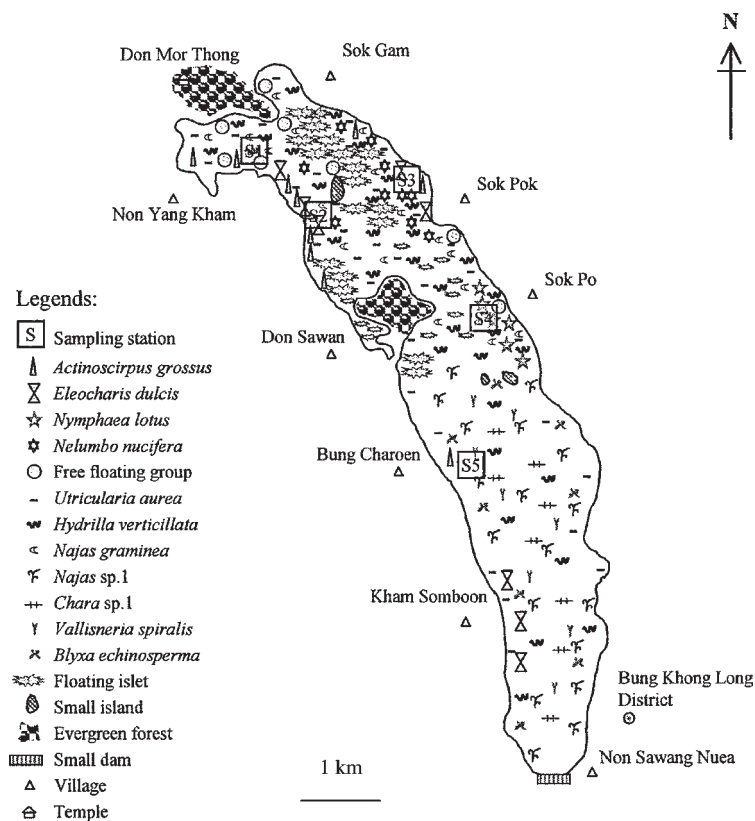 N
Don Mor Thong
Sok Gam
S1
S3
Sok Pok
Non Yang Kham
S2
Sok Po
Legends:
S4
S Sampling station
Don Sawan
Actinoscirpus grossus
Eleocharis dulcis
Nymphaea lotus
Nelumbo nucifera
Bung Charoen
S5
Free floating group
Utricularia aurea
Hydrilla verticillata
Najas graminea
Najas sp.1
Chara sp.1
Kham Somboon
Vallisneria spiralis
Blyxa echinosperma
Floating islet
Bung Khong Long
District
Small island
Evergreen forest
Small dam
1 km
Non Sawang Nuea
Village
Temple